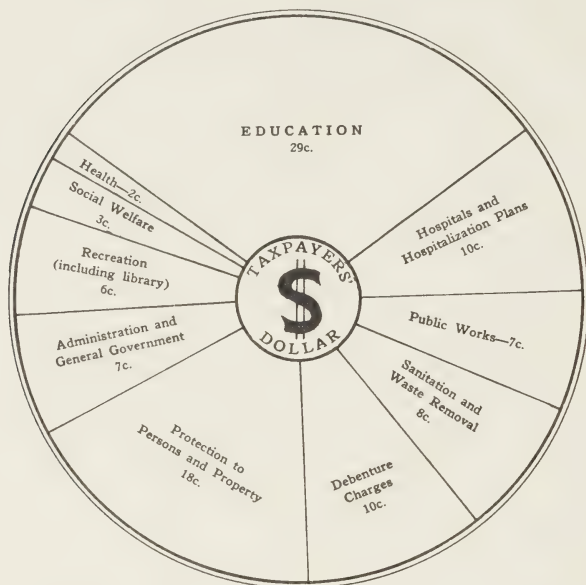 EDUCATION
29c.
Hospitals and
Hospitalization Plans
10c.
Public Works—7c.
Sanitation and
Waste Removal
8c.
Debenture
Charges
10c.
Protection to
Persons and Property
18c.
Administration and
General Government
7c.
Recreation
(including library)
6c.
Social Welfare
3c.
Health—2c.
TAXPAYERS'
$
DOLLAR